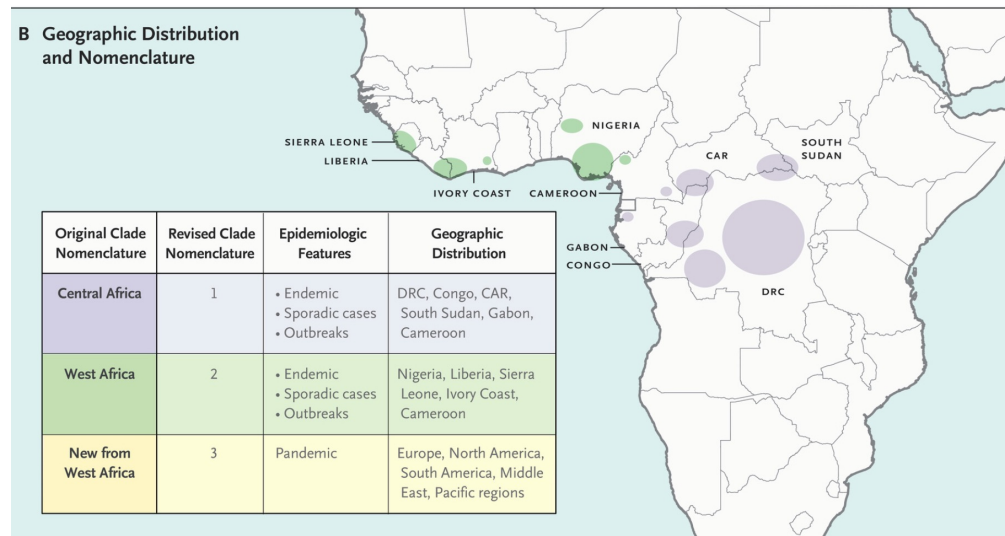 B Geographic Distribution
and Nomenclature
SIERRA LEONE
LIBERIA
IVORY COAST
NIGERIA
CAMEROON
CAR
SOUTH
SUDAN
GABON
CONGO
DRC
Original Clade
Nomenclature
Revised Clade
Nomenclature
Epidemiologic
Features
Geographic
Distribution
Central Africa
1
• Endemic
• Sporadic cases
• Outbreaks
DRC, Congo, CAR,
South Sudan, Gabon,
Cameroon
West Africa
2
• Endemic
• Sporadic cases
• Outbreaks
Nigeria, Liberia, Sierra
Leone, Ivory Coast,
Cameroon
New from
West Africa
3
Pandemic
Europe, North America,
South America, Middle
East, Pacific regions